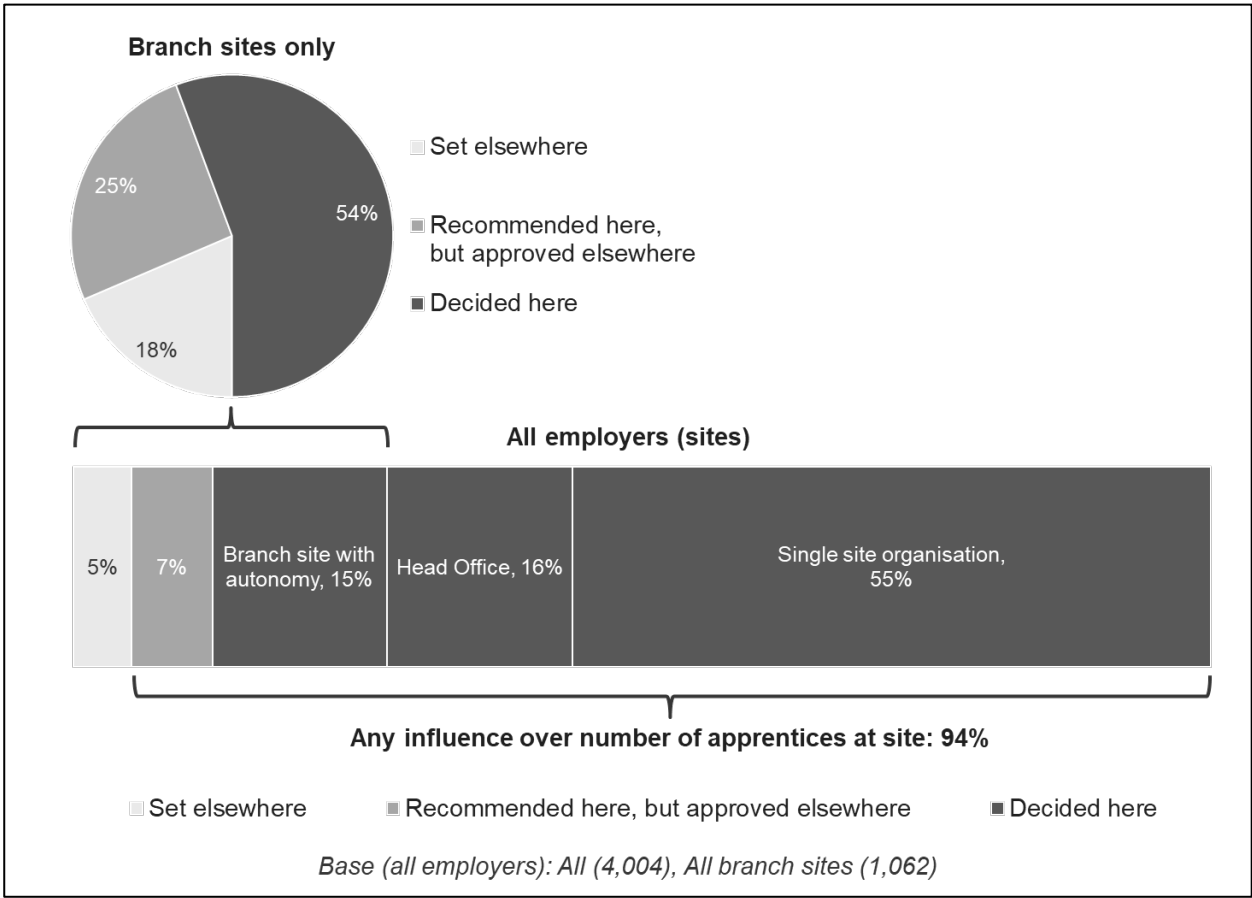 Branch sites only
25%
54%
18%
Set elsewhere
Recommended here,
but approved elsewhere
Decided here
All employers (sites)
5%
7%
Branch site with
autonomy, 15%
Head Office, 16%
Single site organisation,
55%
Any influence over number of apprentices at site: 94%
Set elsewhere
Recommended here, but approved elsewhere
Decided here
Base (all employers): All (4,004), All branch sites (1,062)